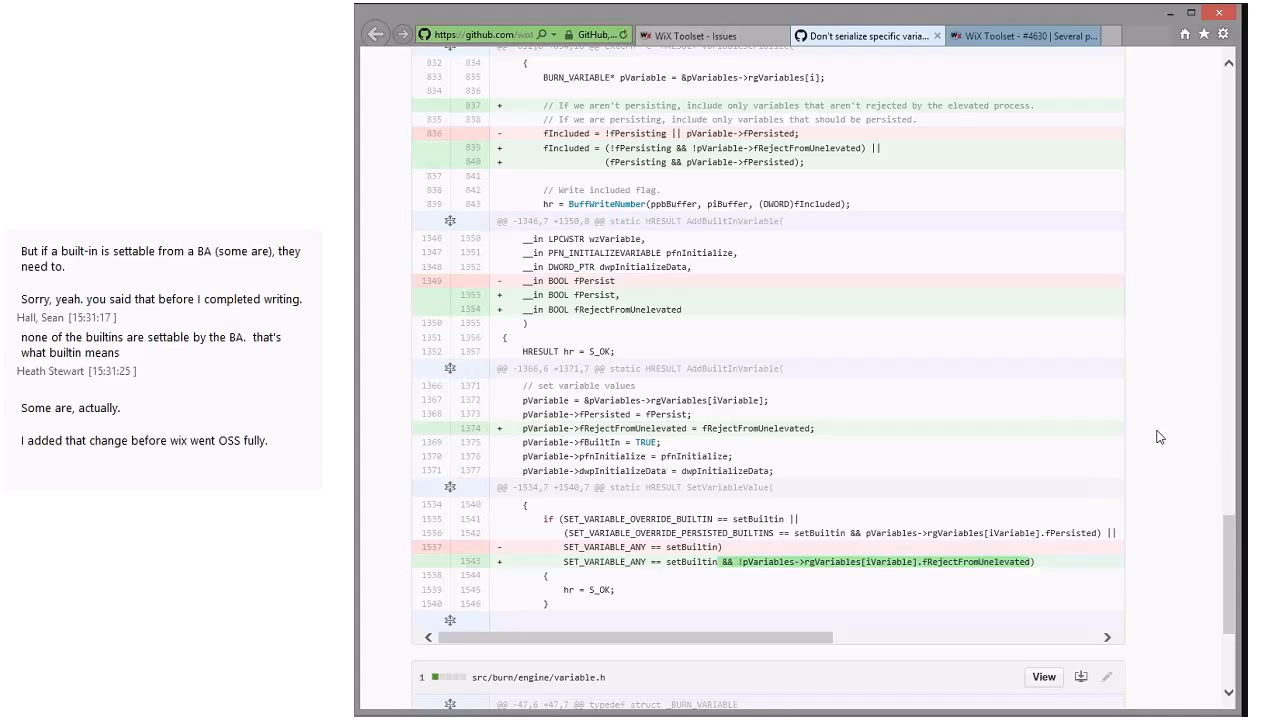 But if a built-in is settable from a BA (some are), they
need to.
Sorry, yeah. you said that before I completed writing.
Hall, Sean [15:31:17 ]
none of the builtins are settable by the BA.  that's
what builtin means
Heath Stewart [15:31:25 ]
Some are, actually.
I added that change before wix went OSS fully.
https://github.com/wixt GitHub,... WiX Toolset - Issues Don't serialize specific varia... WiX Toolset - #4630 | Several p...
832 834 {
833 835 BURN_VARIABLE* pVariable = &pVariables->rgVariables[i];
834 836
837 + // If we aren't persisting, include only variables that aren't rejected by the elevated process.
835 838 // If we are persisting, include only variables that should be persisted.
836 - fIncluded = !fPersisting || pVariable->fPersisted;
839 + fIncluded = (!fPersisting && !pVariable->fRejectFromUnelevated) ||
840 + (fPersisting && pVariable->fPersisted);
837 841
838 842 // Write included flag.
839 843 hr = BuffWriteNumber(ppbBuffer, piBuffer, (DWORD)fIncluded);
@@ -1346,7 +1350,8 @@ static HRESULT AddBuiltInVariable(
1346 1350 __in LPCWSTR wzVariable,
1347 1351 __in PFN_INITIALIZEVARIABLE pfnInitialize,
1348 1352 __in DWORD_PTR dwpInitializeData,
1349 - __in BOOL fPersist
1353 + __in BOOL fPersist,
1354 + __in BOOL fRejectFromUnelevated
1350 1355 )
1351 1356 {
1352 1357 HRESULT hr = S_OK;
@@ -1366,6 +1371,7 @@ static HRESULT AddBuiltInVariable(
1366 1371 // set variable values
1367 1372 pVariable = &pVariables->rgVariables[iVariable];
1368 1373 pVariable->fPersisted = fPersist;
1374 + pVariable->fRejectFromUnelevated = fRejectFromUnelevated;
1369 1375 pVariable->fBuiltIn = TRUE;
1370 1376 pVariable->pfnInitialize = pfnInitialize;
1371 1377 pVariable->dwpInitializeData = dwpInitializeData;
@@ -1534,7 +1540,7 @@ static HRESULT SetVariableValue(
1534 1540 {
1535 1541 if (SET_VARIABLE_OVERRIDE_BUILTIN == setBuiltin ||
1536 1542 (SET_VARIABLE_OVERRIDE_PERSISTED_BUILTINS == setBuiltin && pVariables->rgVariables[iVariable].fPersisted) ||
1537 - SET_VARIABLE_ANY == setBuiltin)
1543 + SET_VARIABLE_ANY == setBuiltin && !pVariables->rgVariables[iVariable].fRejectFromUnelevated)
1538 1544 {
1539 1545 hr = S_OK;
1540 1546 }
1 src/burn/engine/variable.h View
@@ -47,6 +47,7 @@ typedef struct _BURN_VARIABLE